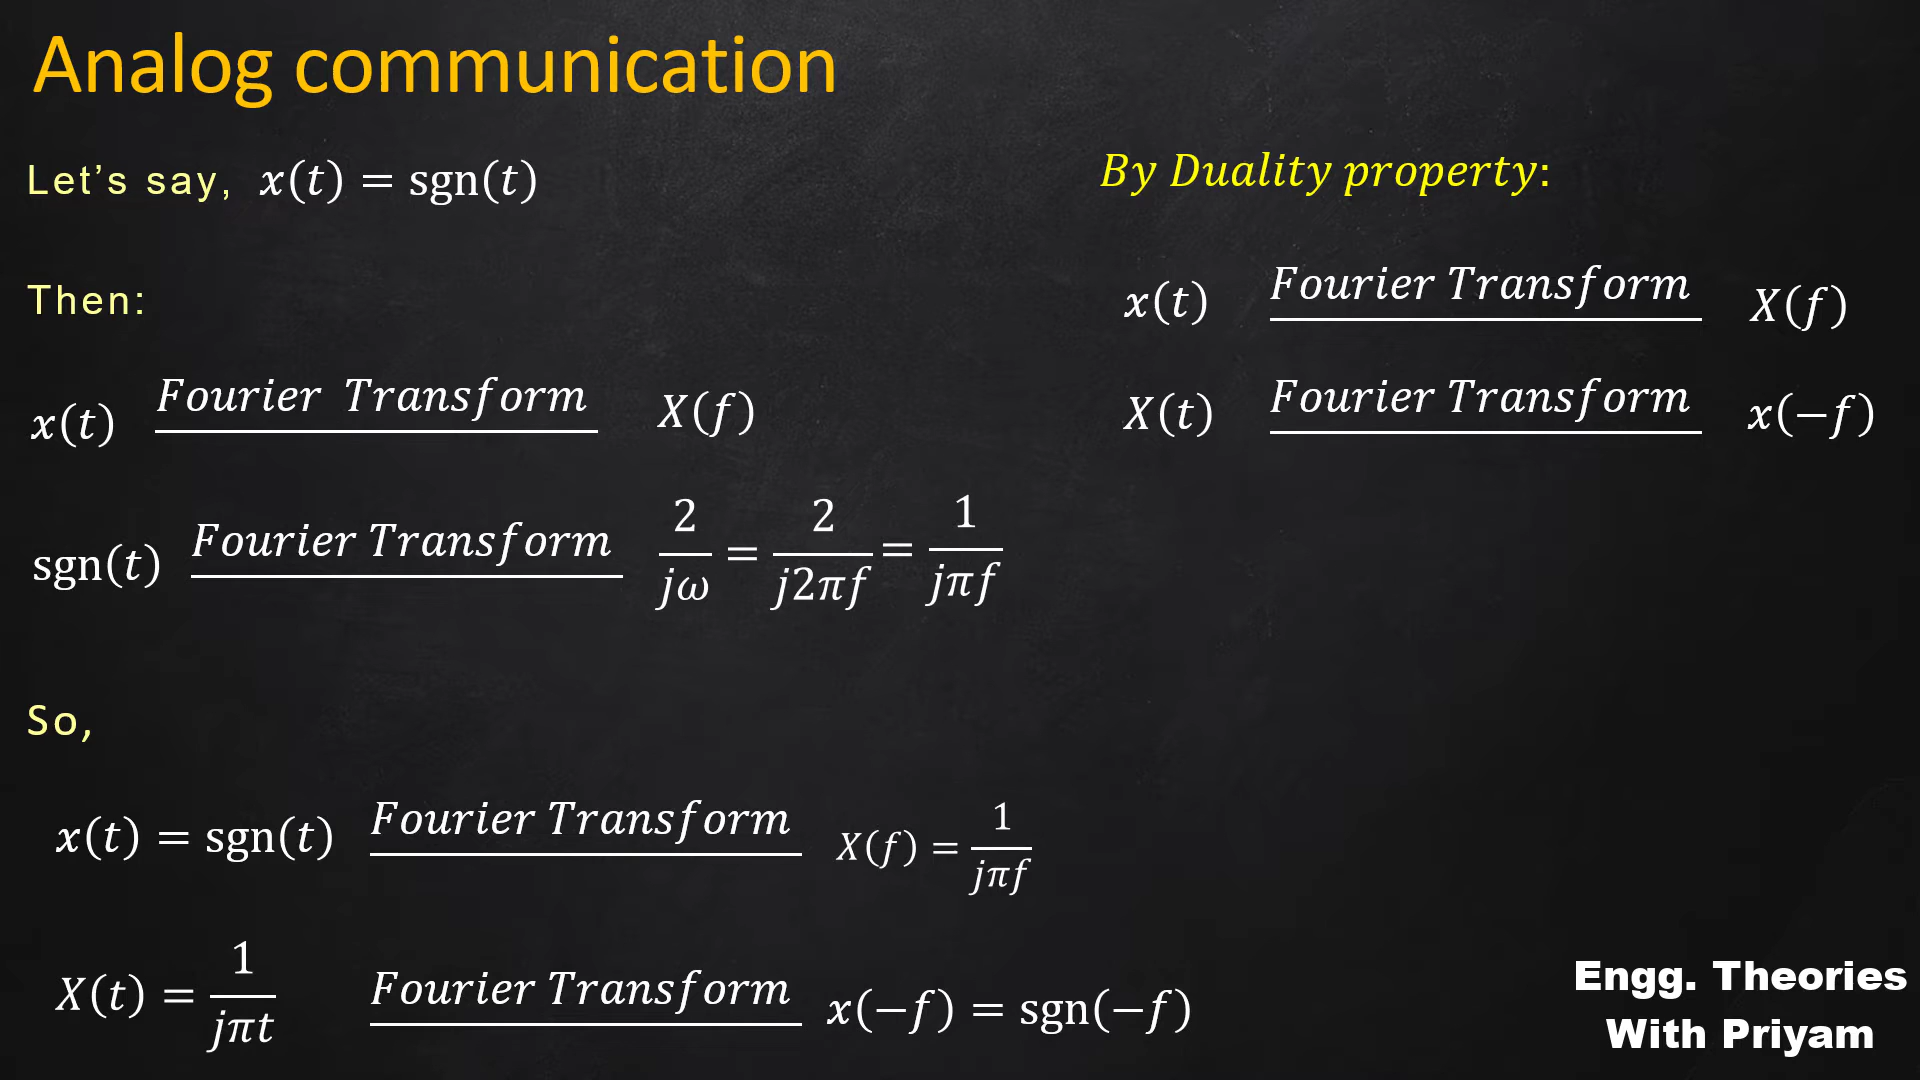 Analog communication
Let's say, x(t) = sgn(t)
Then:
x(t) Fourier Transform X(f)
sgn(t) Fourier Transform 2/jω = 2/j2πf = 1/jπf
By Duality property:
x(t) Fourier Transform X(f)
X(t) Fourier Transform x(−f)
So,
x(t) = sgn(t) Fourier Transform X(f) = 1/jπf
X(t) = 1/jπt Fourier Transform x(−f) = sgn(−f)
Engg. Theories
With Priyam